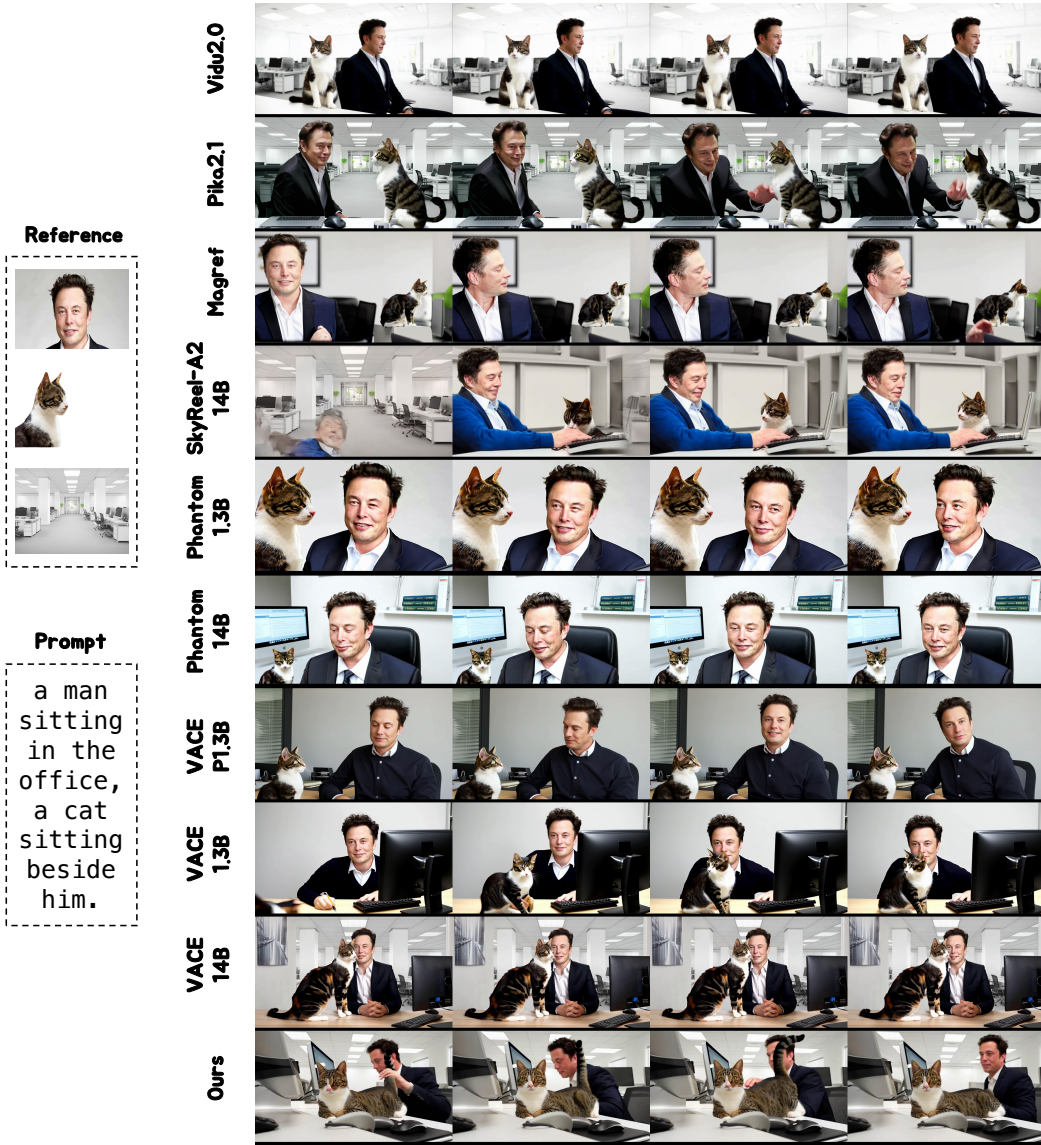 Reference
Prompt
a man
sitting
in the
office,
a cat
sitting
beside
him.
Vidu2.0
Pika2.1
Magref
SkyReel-A2
14B
Phantom
1.3B
Phantom
14B
VACE
P1.3B
VACE
1.3B
VACE
14B
Ours